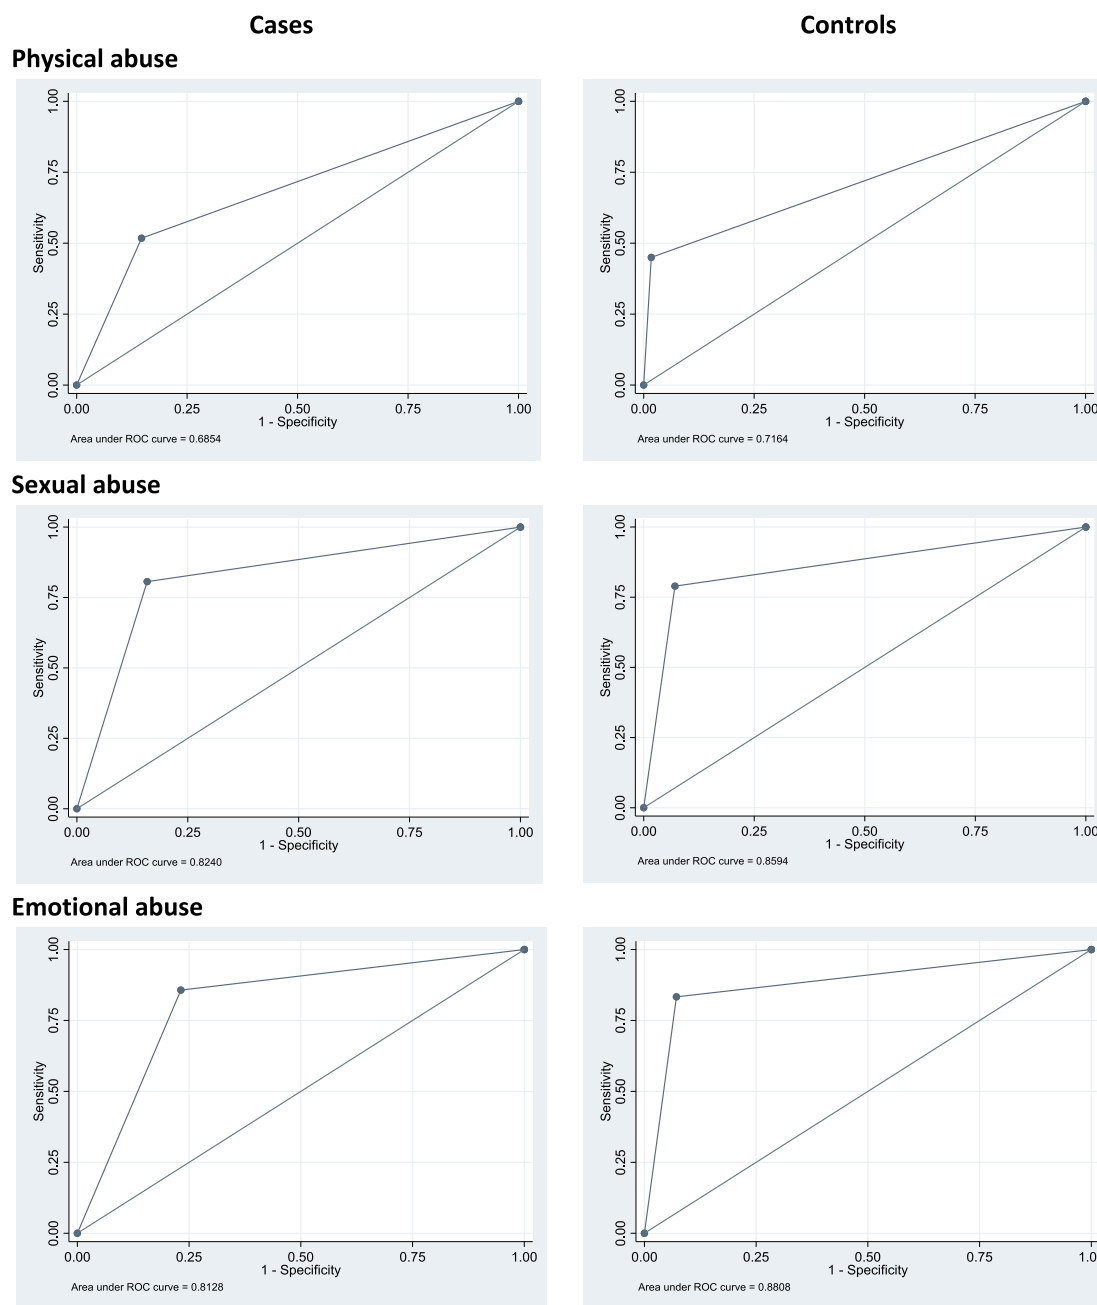 Cases
Controls
Physical abuse
Sensitivity
0.00 0.25 0.50 0.75 1.00
0.00 0.25 0.50 0.75 1.00
1 - Specificity
Area under ROC curve = 0.6854
Sensitivity
0.00 0.25 0.50 0.75 1.00
0.00 0.25 0.50 0.75 1.00
1 - Specificity
Area under ROC curve = 0.7164
Sexual abuse
Sensitivity
0.00 0.25 0.50 0.75 1.00
0.00 0.25 0.50 0.75 1.00
1 - Specificity
Area under ROC curve = 0.8240
Sensitivity
0.00 0.25 0.50 0.75 1.00
0.00 0.25 0.50 0.75 1.00
1 - Specificity
Area under ROC curve = 0.8594
Emotional abuse
Sensitivity
0.00 0.25 0.50 0.75 1.00
0.00 0.25 0.50 0.75 1.00
1 - Specificity
Area under ROC curve = 0.8128
Sensitivity
0.00 0.25 0.50 0.75 1.00
0.00 0.25 0.50 0.75 1.0
1 - Specificity
Area under ROC curve = 0.8808